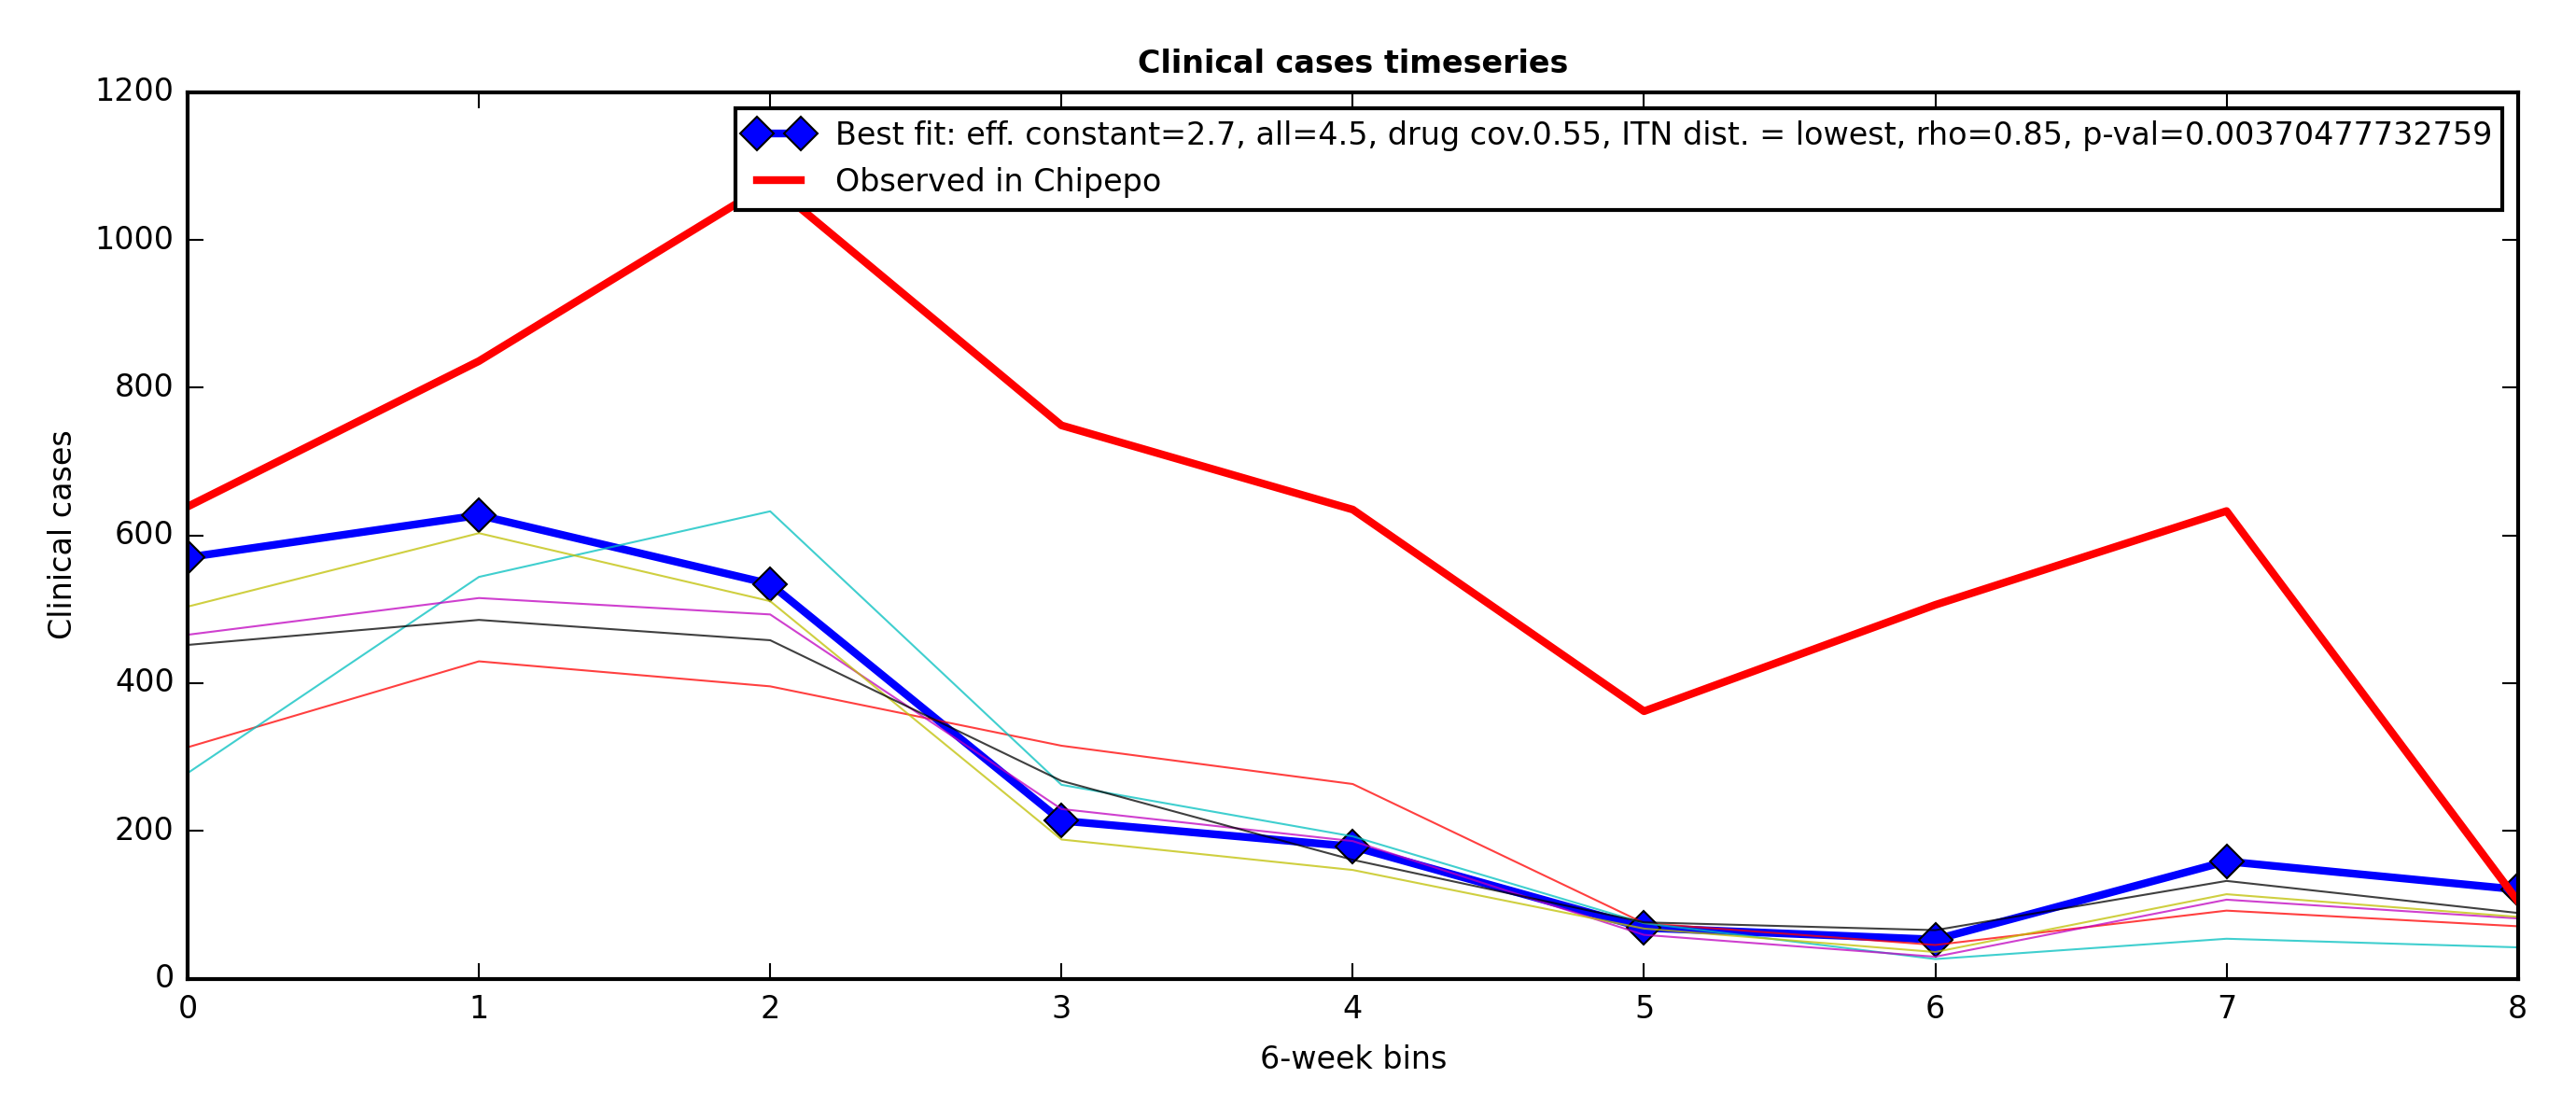 Clinical cases timeseries
1200
1000
800
600
400
200
0
Clinical cases
Best fit: eff. constant=2.7, all=4.5, drug cov.0.55, ITN dist. = lowest, rho=0.85, p-val=0.00370477732759
Observed in Chipepo
0 1 2 3 4 5 6 7 8
6-week bins